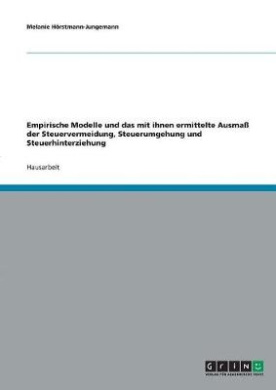 Melanie Hörstmann-Jungemann
Empirische Modelle und das mit ihnen ermittelte Ausmaß
der Steuervermeidung, Steuerumgehung und
Steuerhinterziehung
Hausarbeit
GRIN